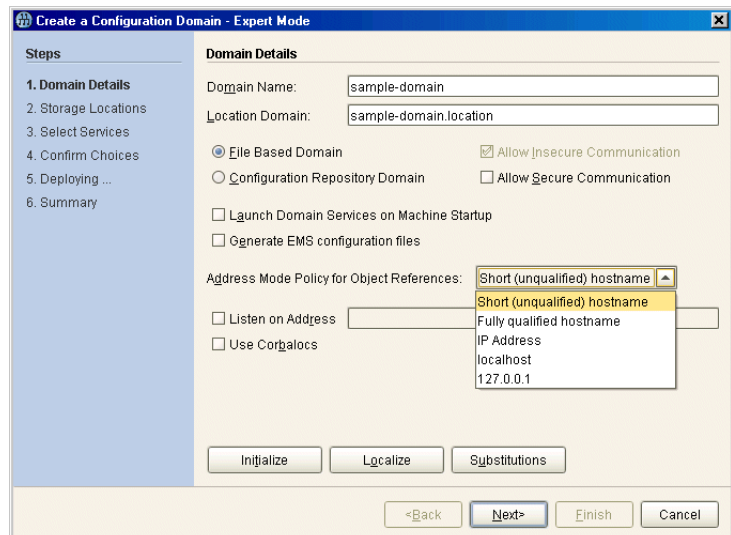 Create a Configuration Domain - Expert Mode
Steps
1. Domain Details
2. Storage Locations
3. Select Services
4. Confirm Choices
5. Deploying ...
6. Summary
Domain Details
Domain Name: sample-domain
Location Domain: sample-domain.location
File Based Domain Allow Insecure Communication
Configuration Repository Domain Allow Secure Communication
Launch Domain Services on Machine Startup
Generate EMS configuration files
Address Mode Policy for Object References: Short (unqualified) hostname
Short (unqualified) hostname
Fully qualified hostname
IP Address
localhost
127.0.0.1
Listen on Address
Use Corbalocs
Initialize Localize Substitutions
<Back Next> Finish Cancel